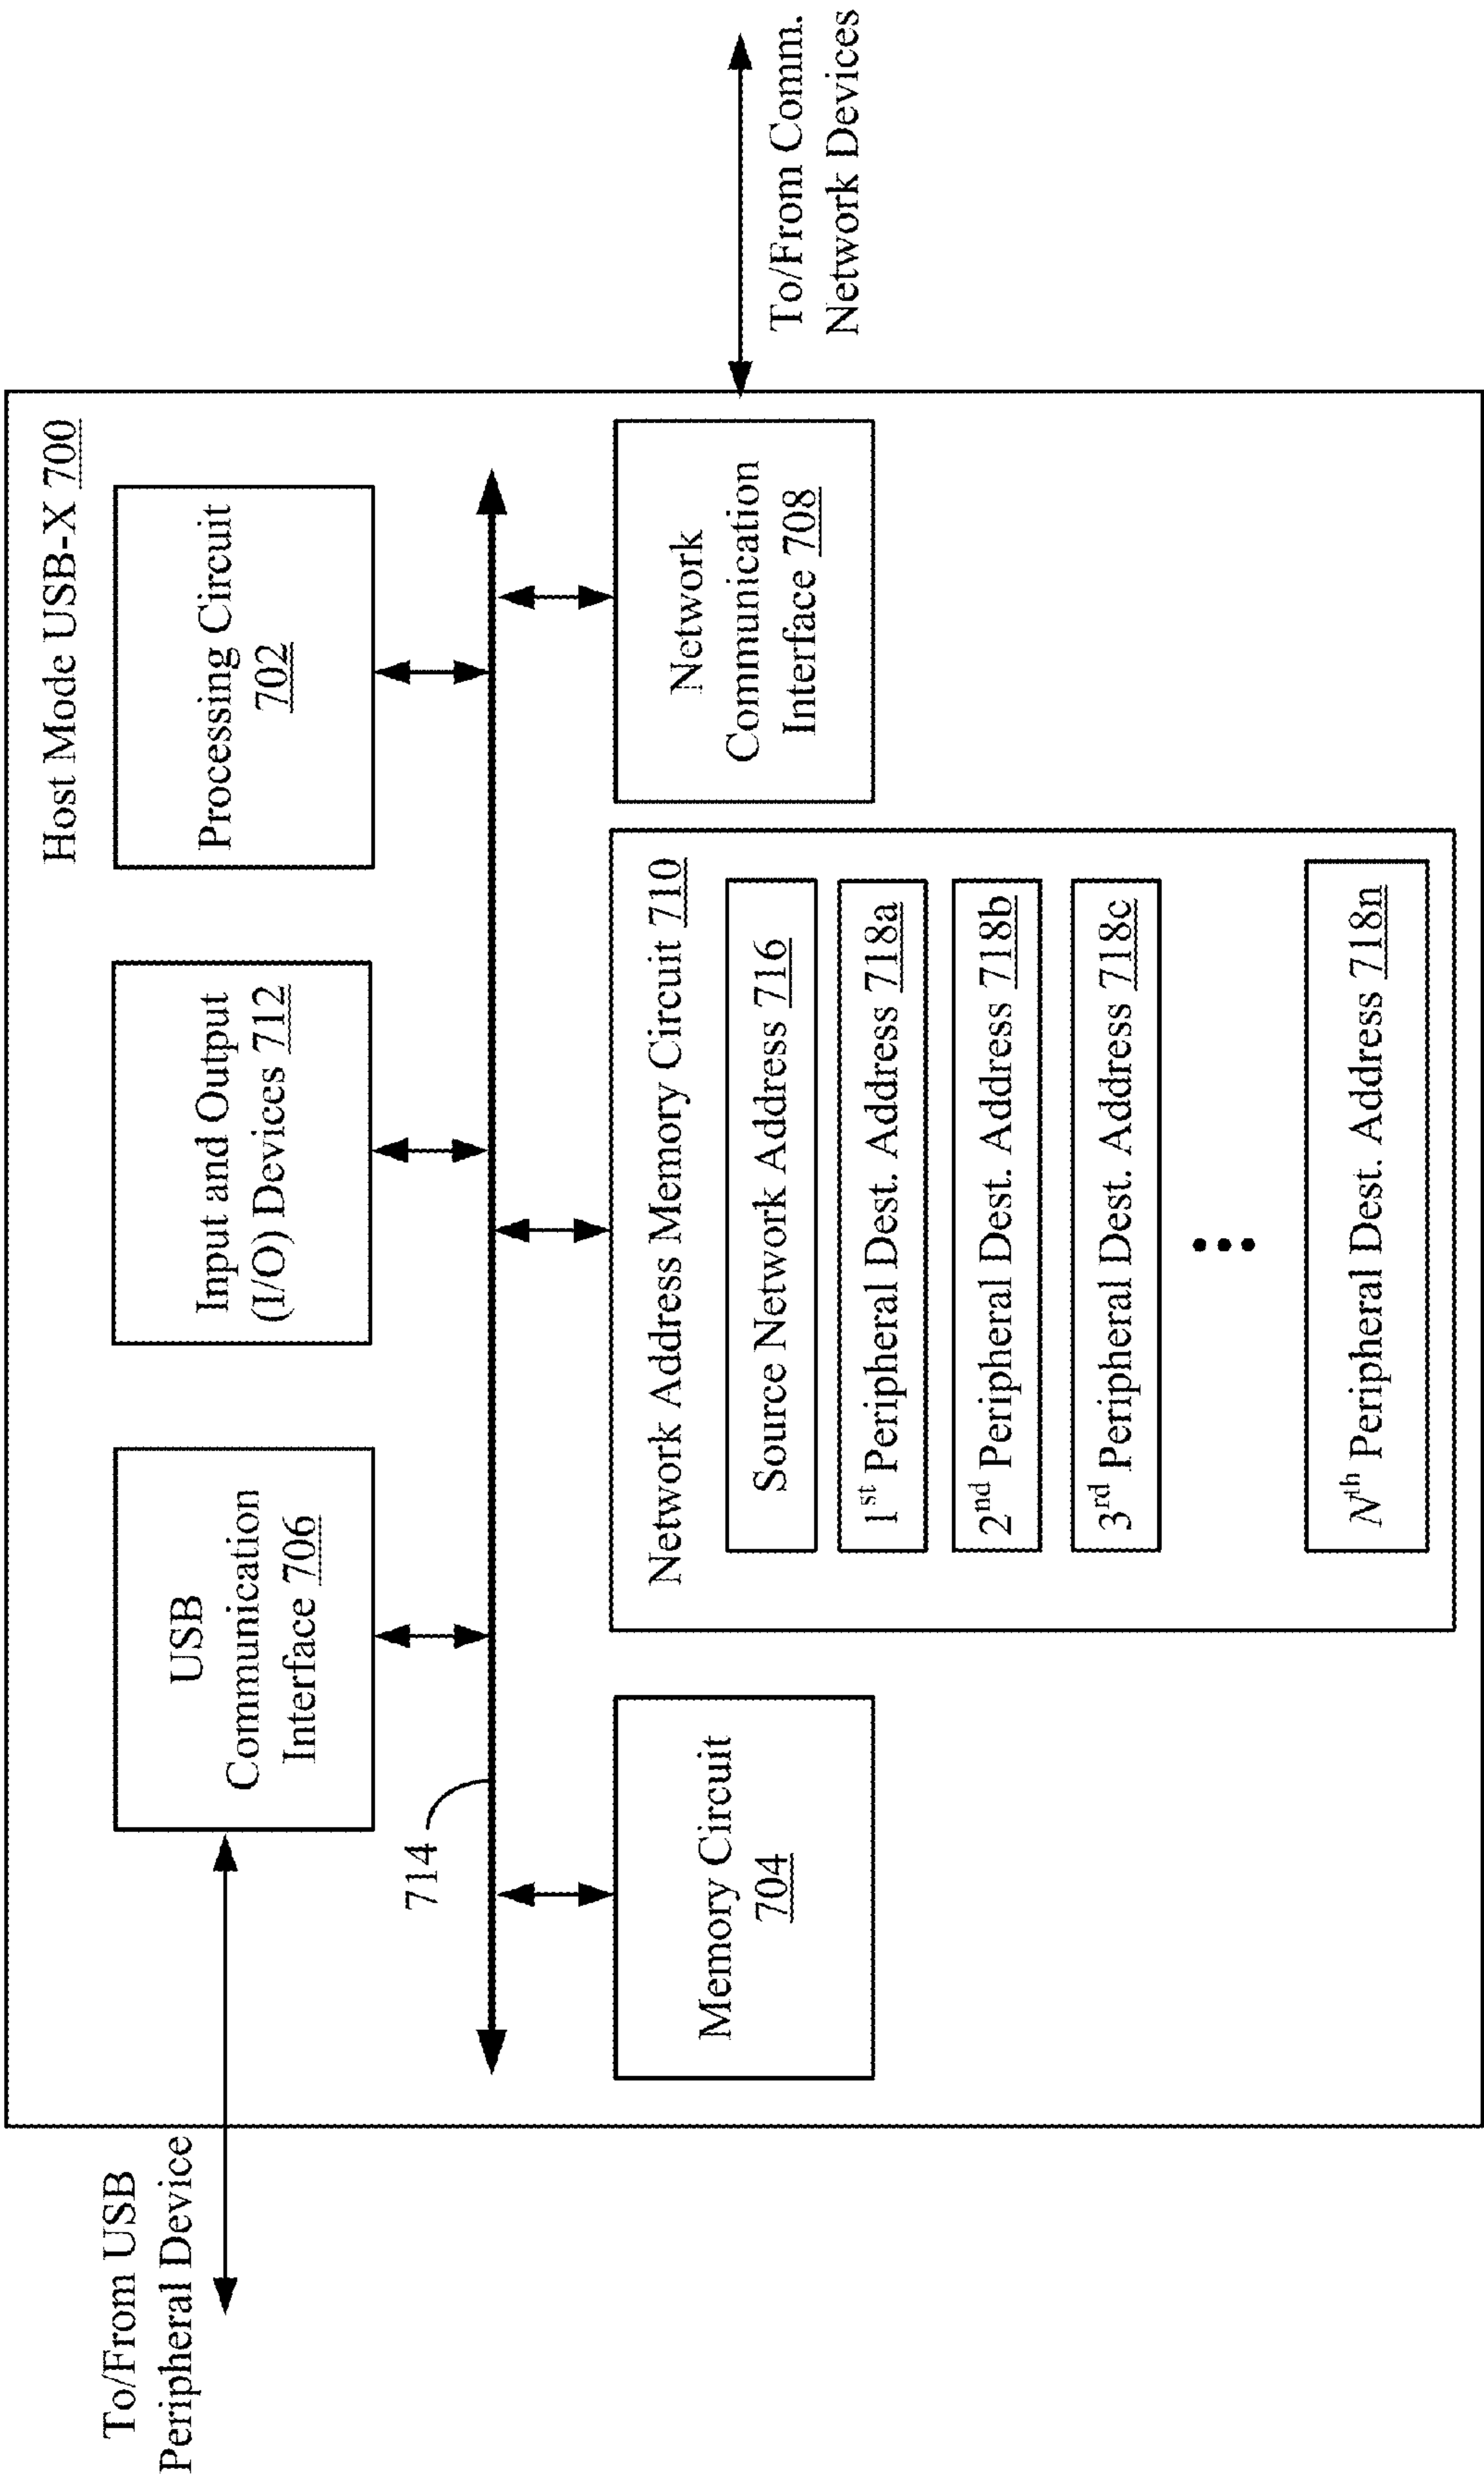 Host Mode USB-X 700
To/From USB
Peripheral Device
USB
Communication
Interface 706
Input and Output
(I/O) Devices 712
Processing Circuit
702
714
Memory Circuit
704
Network Address Memory Circuit 710
Source Network Address 716
1st Peripheral Dest. Address 718a
2nd Peripheral Dest. Address 718b
3rd Peripheral Dest. Address 718c
•••
Nth Peripheral Dest. Address 718n
Network
Communication
Interface 708
To/From Comm.
Network Devices